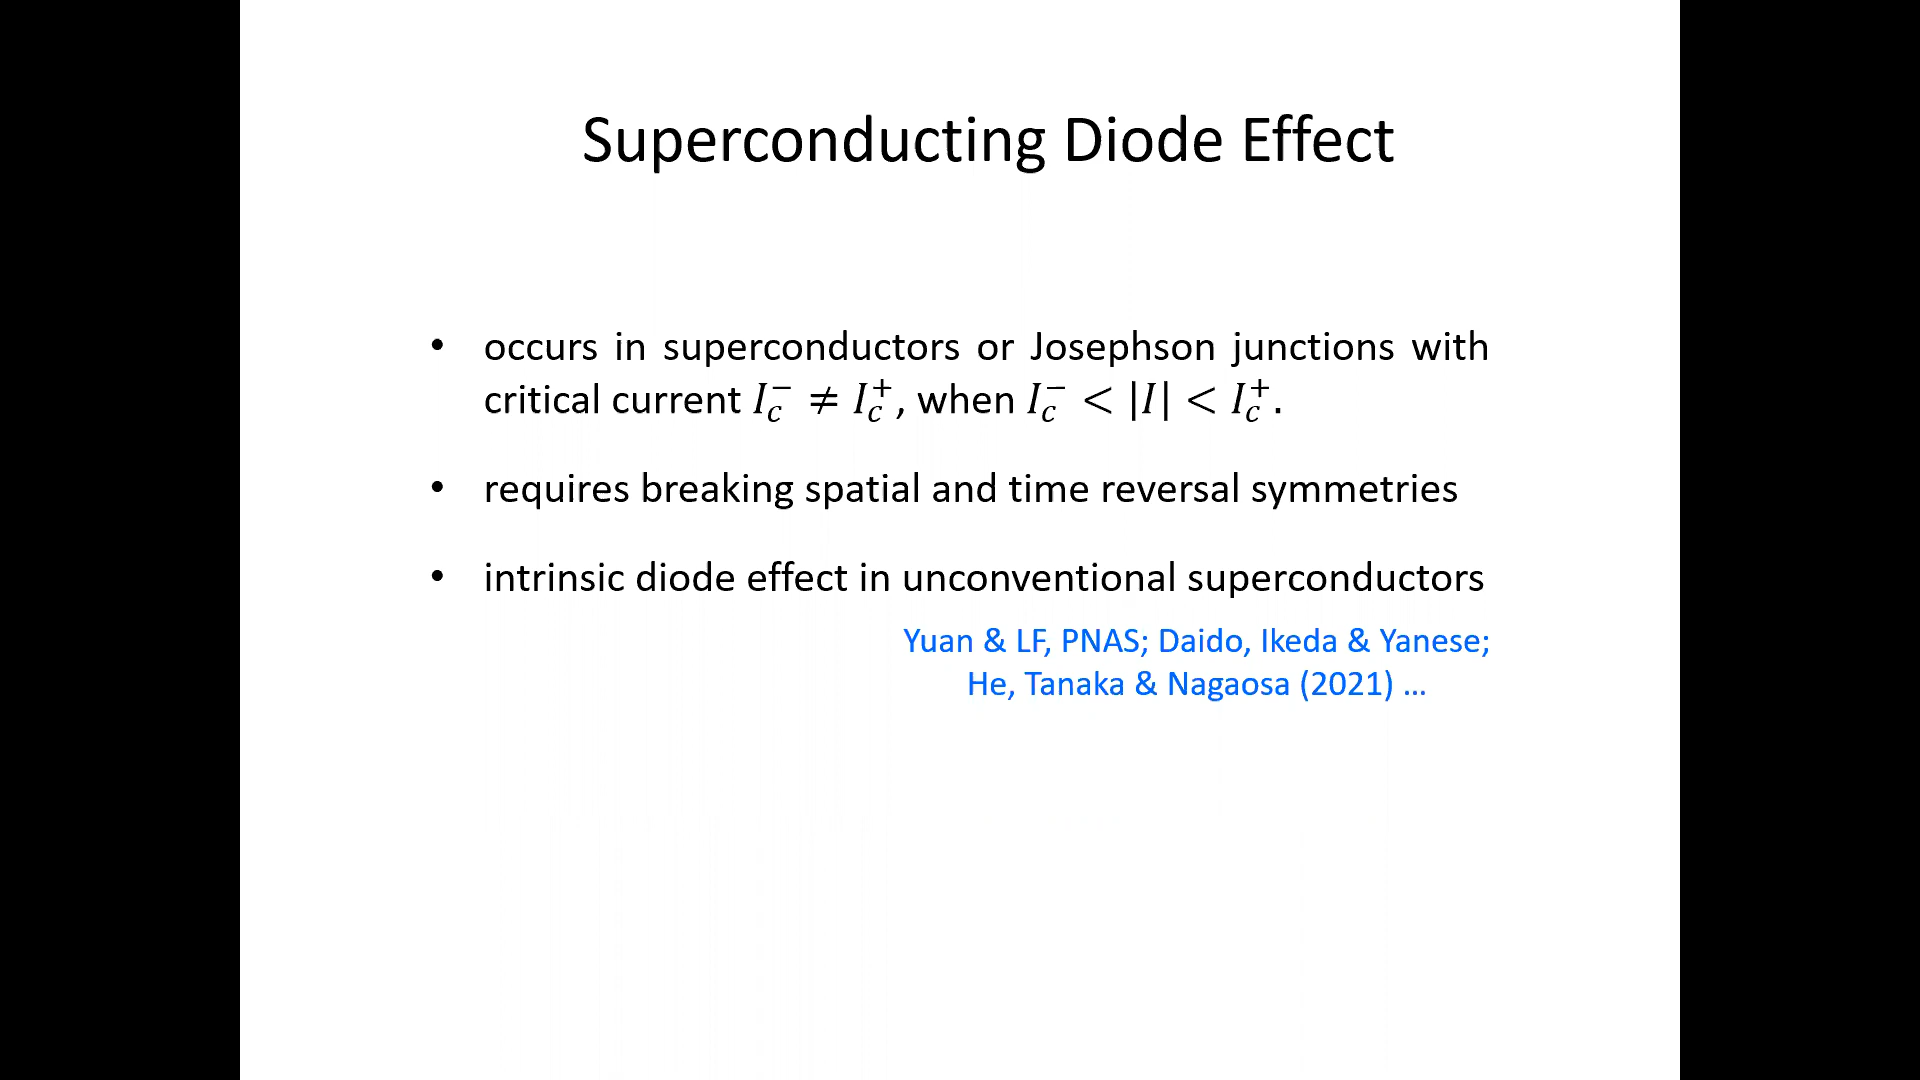 Superconducting Diode Effect
• occurs in superconductors or Josephson junctions with
critical current $I_c^- \neq I_c^+$, when $I_c^- < |I| < I_c^+$.
• requires breaking spatial and time reversal symmetries
• intrinsic diode effect in unconventional superconductors
Yuan & LF, PNAS; Daido, Ikeda & Yanese;
He, Tanaka & Nagaosa (2021) ...